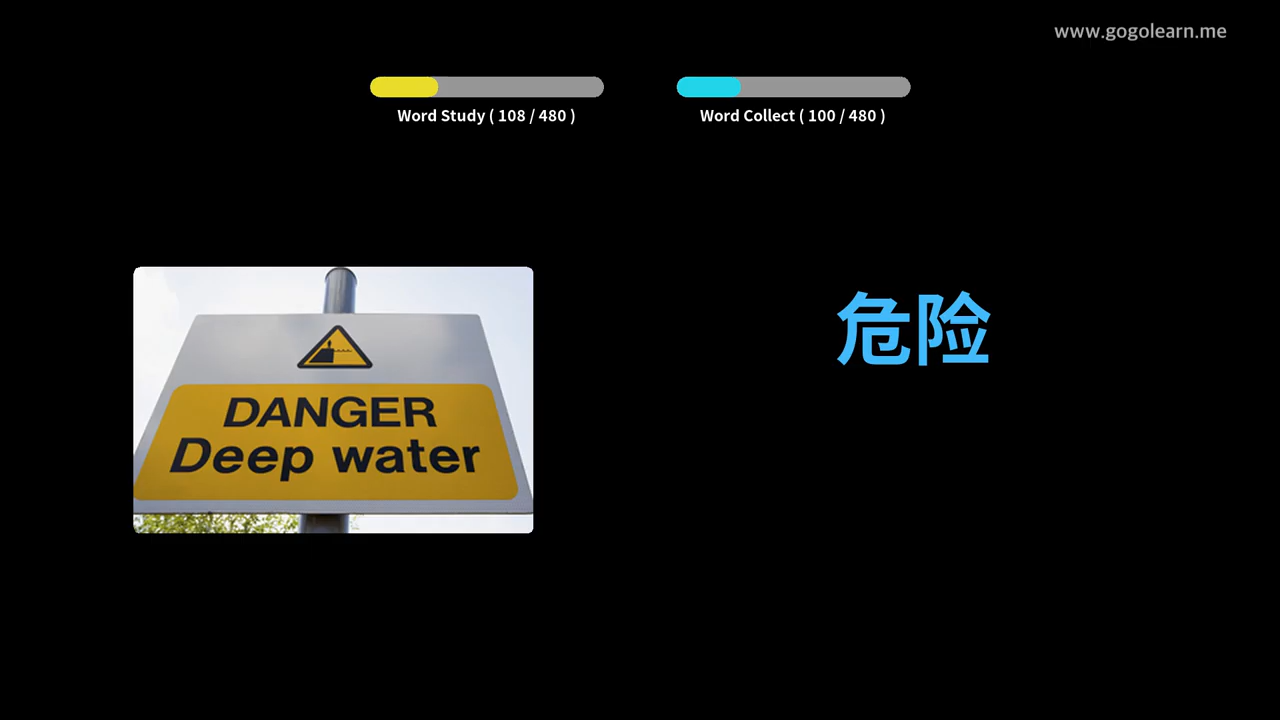 www.gogolearn.me
Word Study ( 108 / 480 )
Word Collect ( 100 / 480 )
危险
DANGER
Deep water